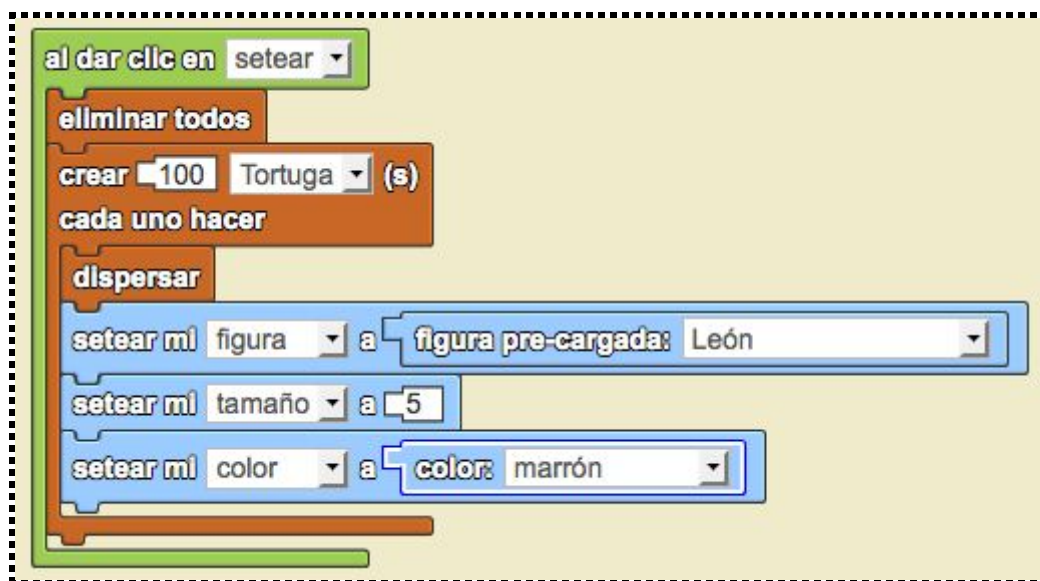 al dar clic en setear
eliminar todos
crear 100 Tortuga (s)
cada uno hacer
dispersar
setear mi figura a figura pre-cargada: León
setear mi tamaño a 5
setear mi color a color: marrón